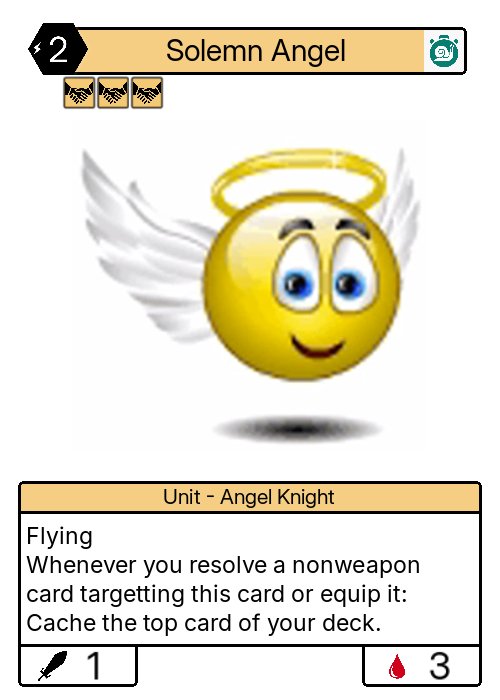 2
Solemn Angel
Unit - Angel Knight
Flying
Whenever you resolve a nonweapon
card targetting this card or equip it:
Cache the top card of your deck.
1
3